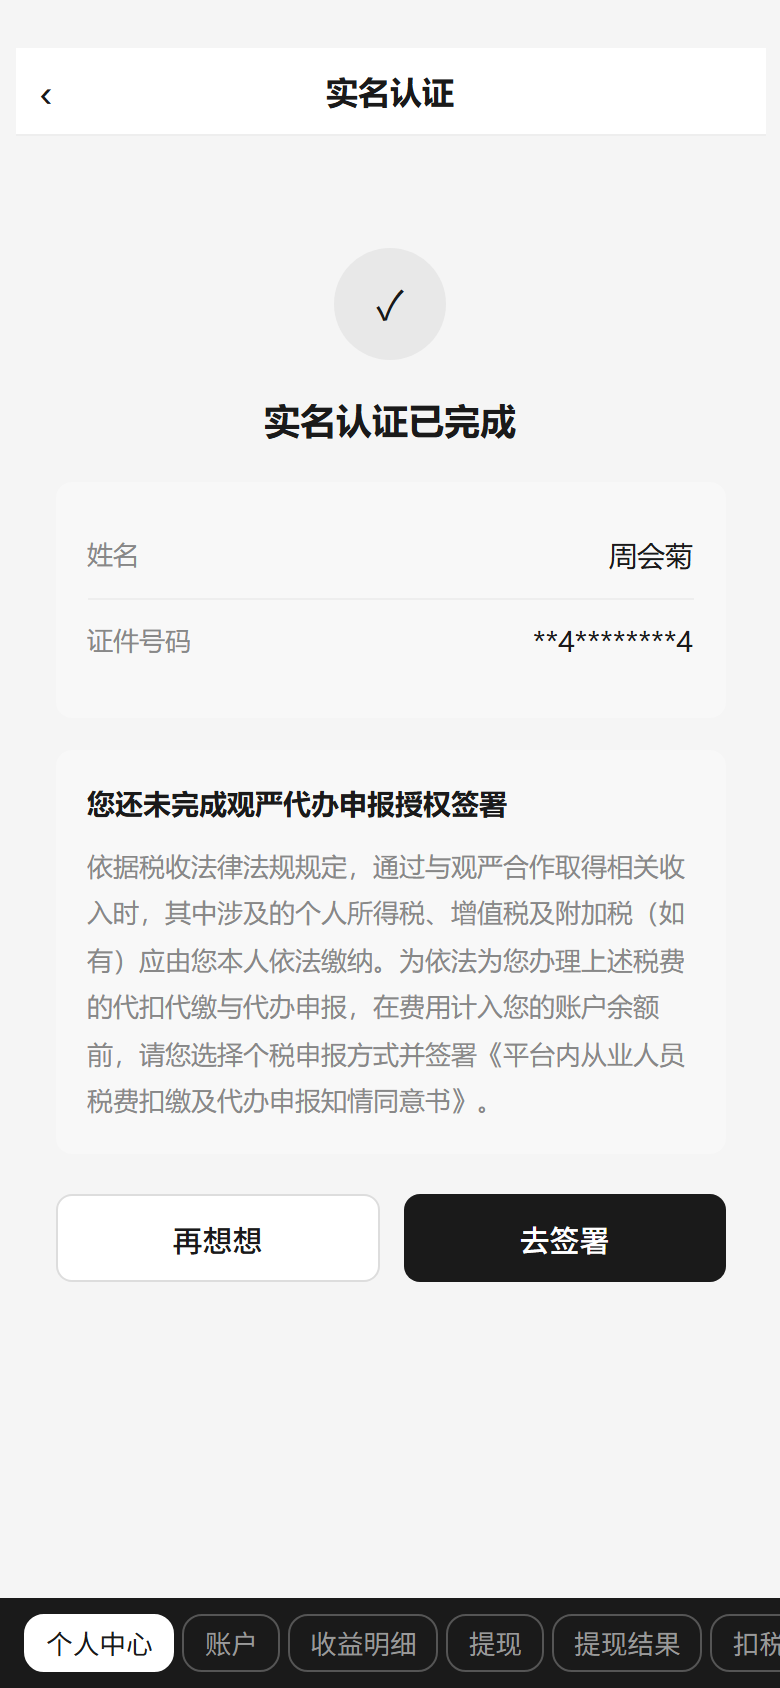 ‹ 实名认证
✓
实名认证已完成
姓名 周会菊
证件号码 **4********4
您还未完成观严代办申报授权签署
依据税收法律法规规定，通过与观严合作取得相关收
入时，其中涉及的个人所得税、增值税及附加税（如
有）应由您本人依法缴纳。为依法为您办理上述税费
的代扣代缴与代办申报，在费用计入您的账户余额
前，请您选择个税申报方式并签署《平台内从业人员
税费扣缴及代办申报知情同意书》。
再想想 去签署
个人中心 账户 收益明细 提现 提现结果 扣税